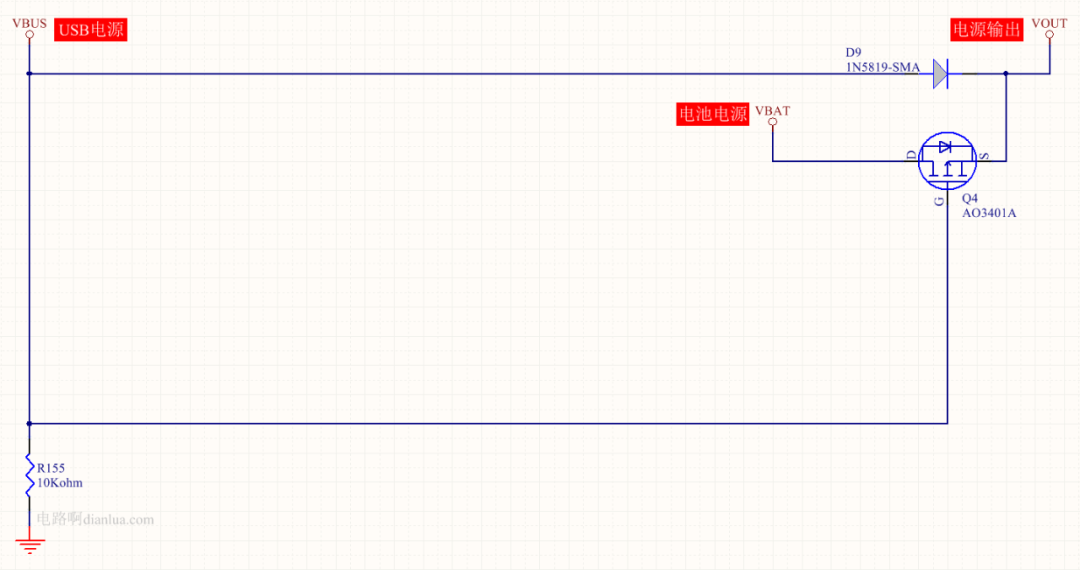 VBUS
USB电源
电源输出
VOUT
D9
1N5819-SMA
电池电源
VBAT
D
S
G
Q4
AO3401A
R155
10Kohm
电路啊dianlua.com